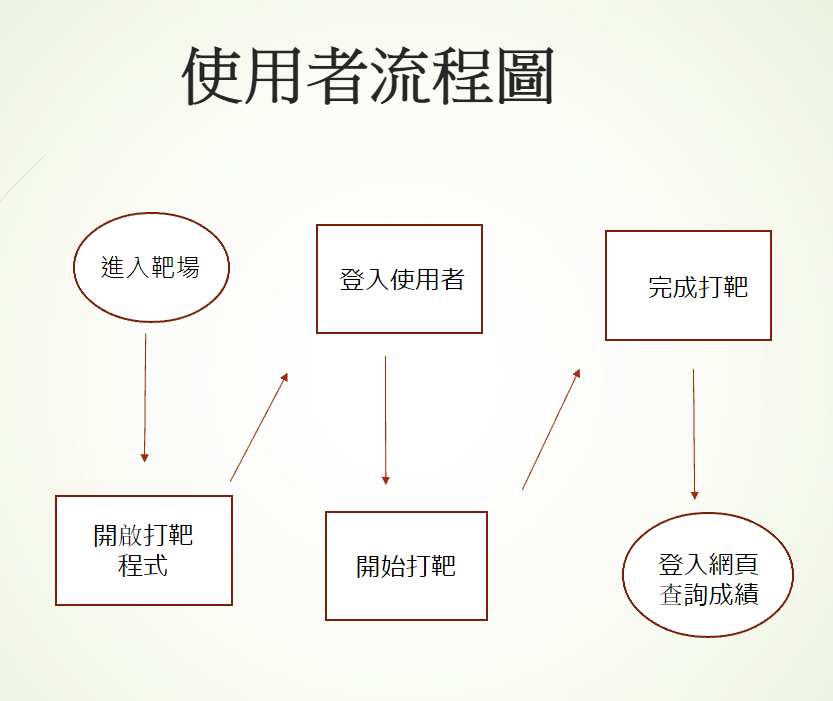 使用者流程圖
進入靶場
開啟打靶
程式
登入使用者
開始打靶
完成打靶
登入網頁
查詢成績